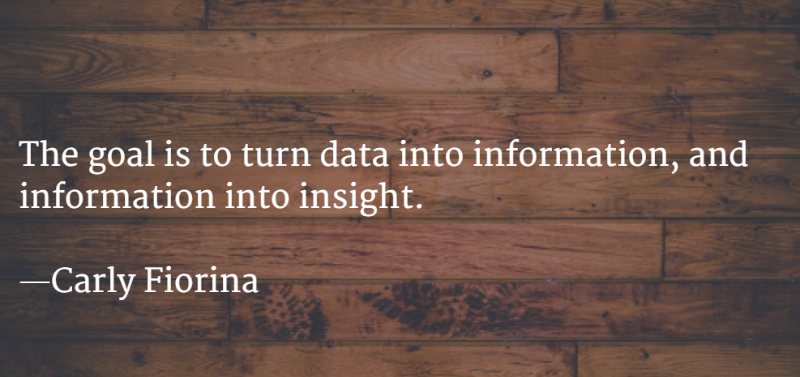 The goal is to turn data into information, and
information into insight.
—Carly Fiorina